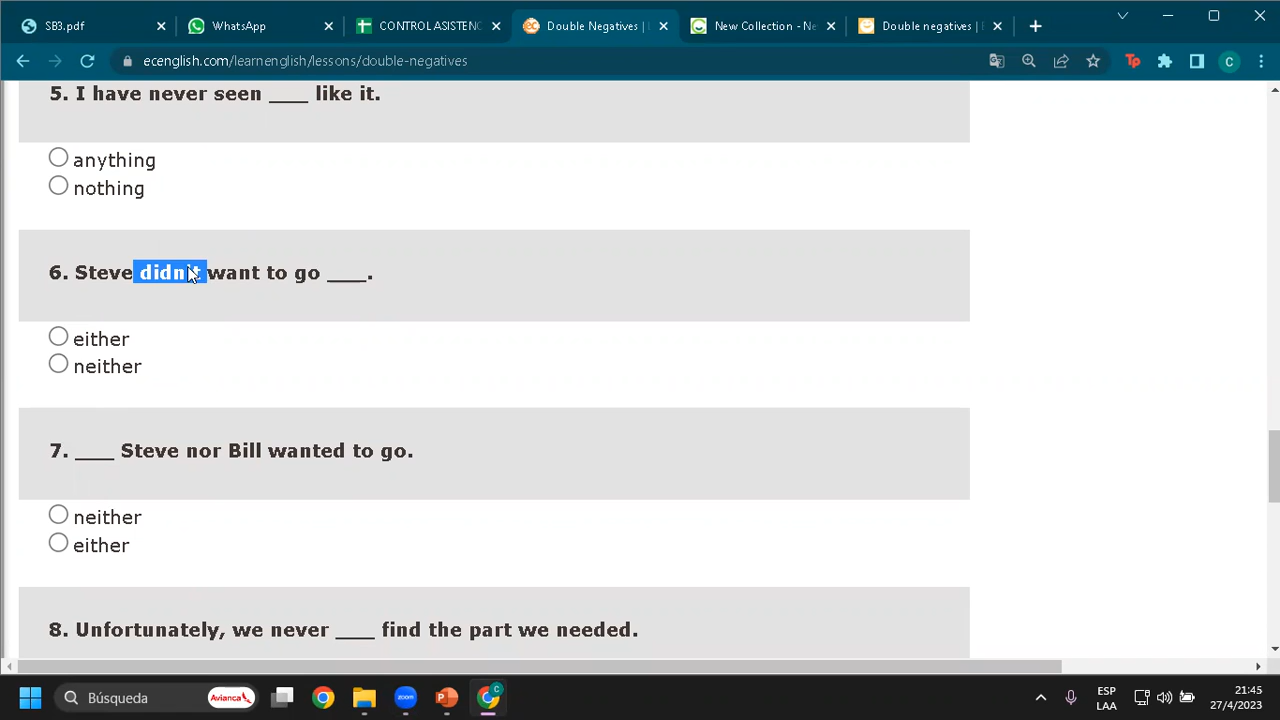 SB3.pdf
WhatsApp
CONTROL ASISTENC
Double Negatives |
New Collection - Ne
Double negatives | E
ecenglish.com/learnenglish/lessons/double-negatives
5. I have never seen ____ like it.
anything
nothing
6. Steve didn't want to go ____.
either
neither
7. ____ Steve nor Bill wanted to go.
neither
either
8. Unfortunately, we never ____ find the part we needed.
Búsqueda
Avianca
zoom
ESP
LAA
21:45
27/4/2023